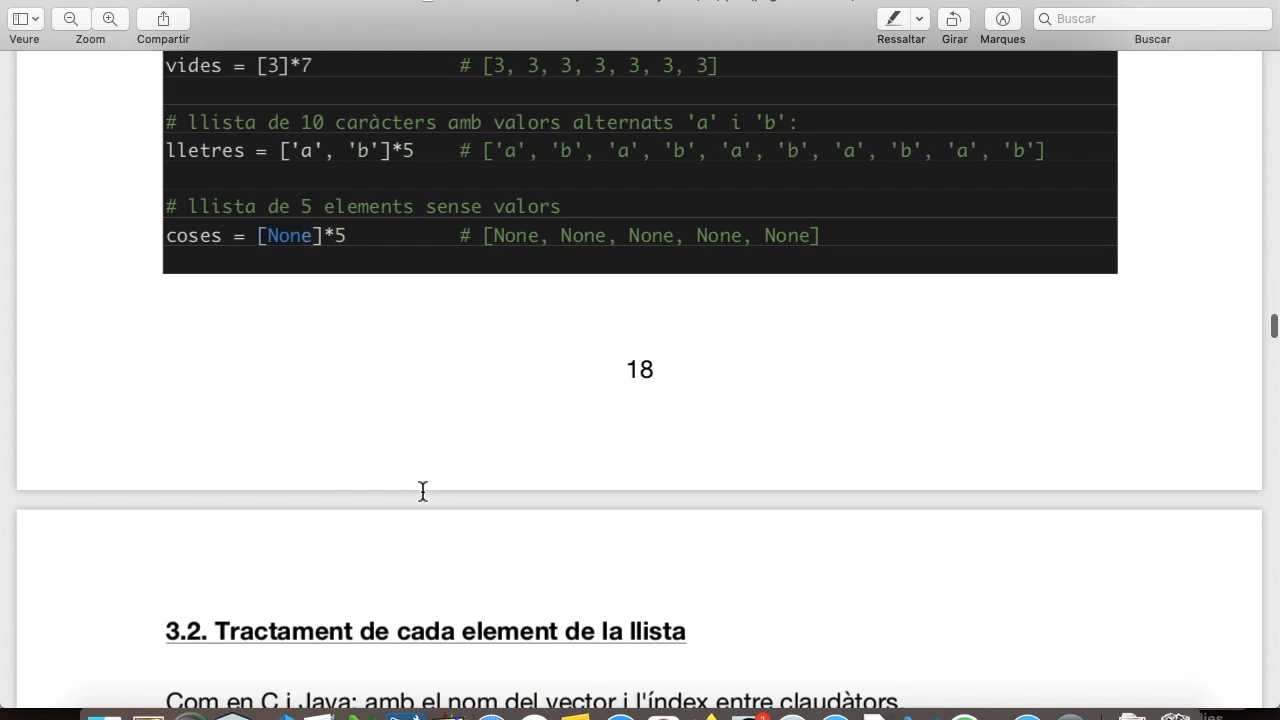 Veure
Zoom
Compartir
Ressaltar
Girar
Marques
Buscar
Buscar
vides = [3]*7 # [3, 3, 3, 3, 3, 3, 3]
# llista de 10 caràcters amb valors alternats 'a' i 'b':
lletres = ['a', 'b']*5 # ['a', 'b', 'a', 'b', 'a', 'b', 'a', 'b', 'a', 'b']
# llista de 5 elements sense valors
coses = [None]*5 # [None, None, None, None, None]
18
3.2. Tractament de cada element de la llista
Com en C i Java: amb el nom del vector i l'índex entre claudàtors.